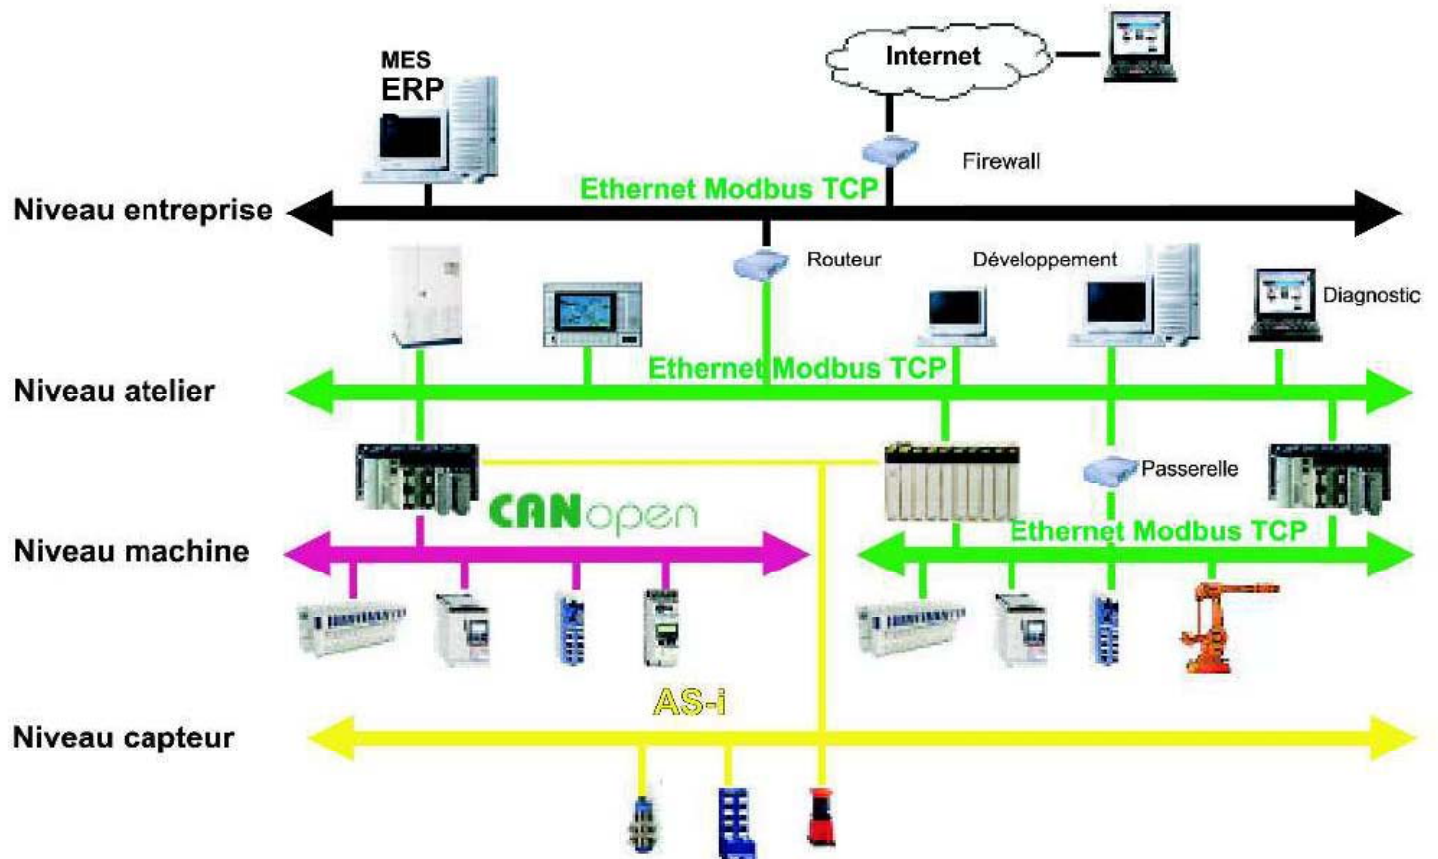 MES
ERP
Internet
Firewall
Ethernet Modbus TCP
Niveau entreprise
Routeur
Développement
Diagnostic
Ethernet Modbus TCP
Niveau atelier
Passerelle
CANopen
Ethernet Modbus TCP
Niveau machine
AS-i
Niveau capteur